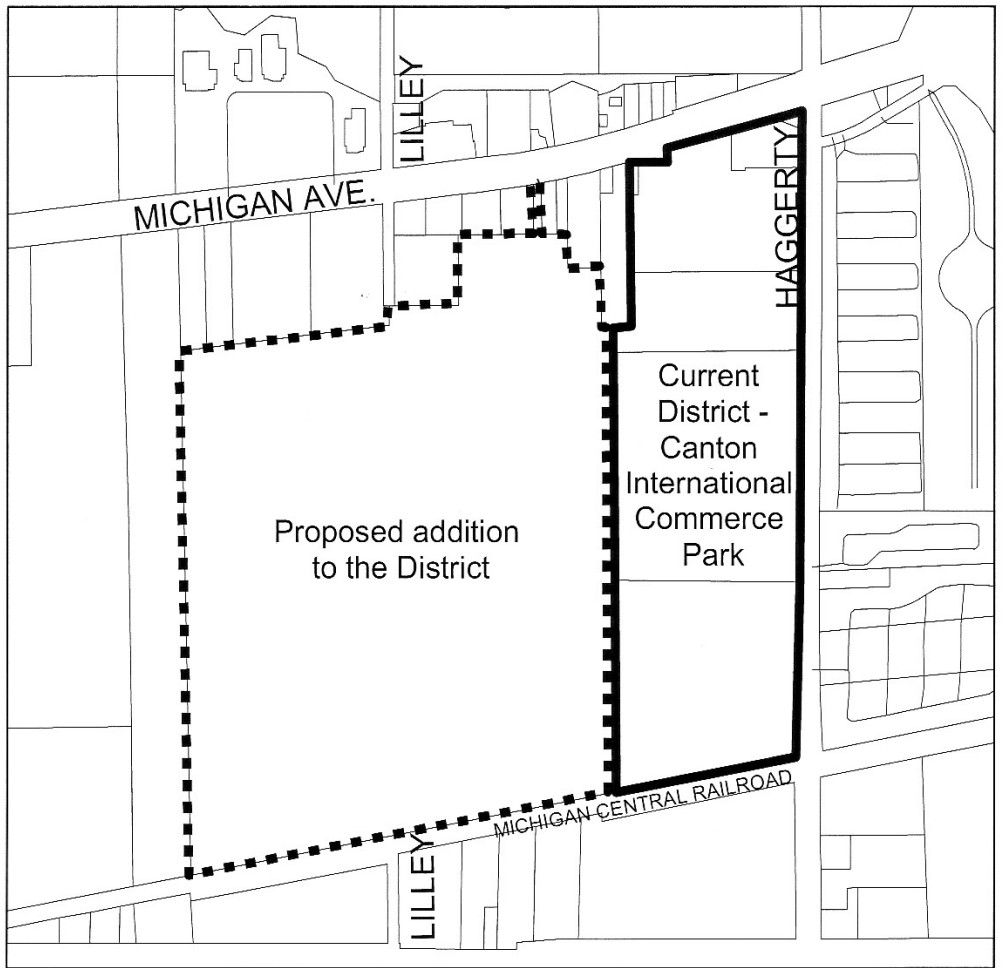 LILLEY
MICHIGAN AVE.
HAGGERTY
Current
District -
Canton
International
Commerce
Park
Proposed addition
to the District
MICHIGAN CENTRAL RAILROAD
LILLEY